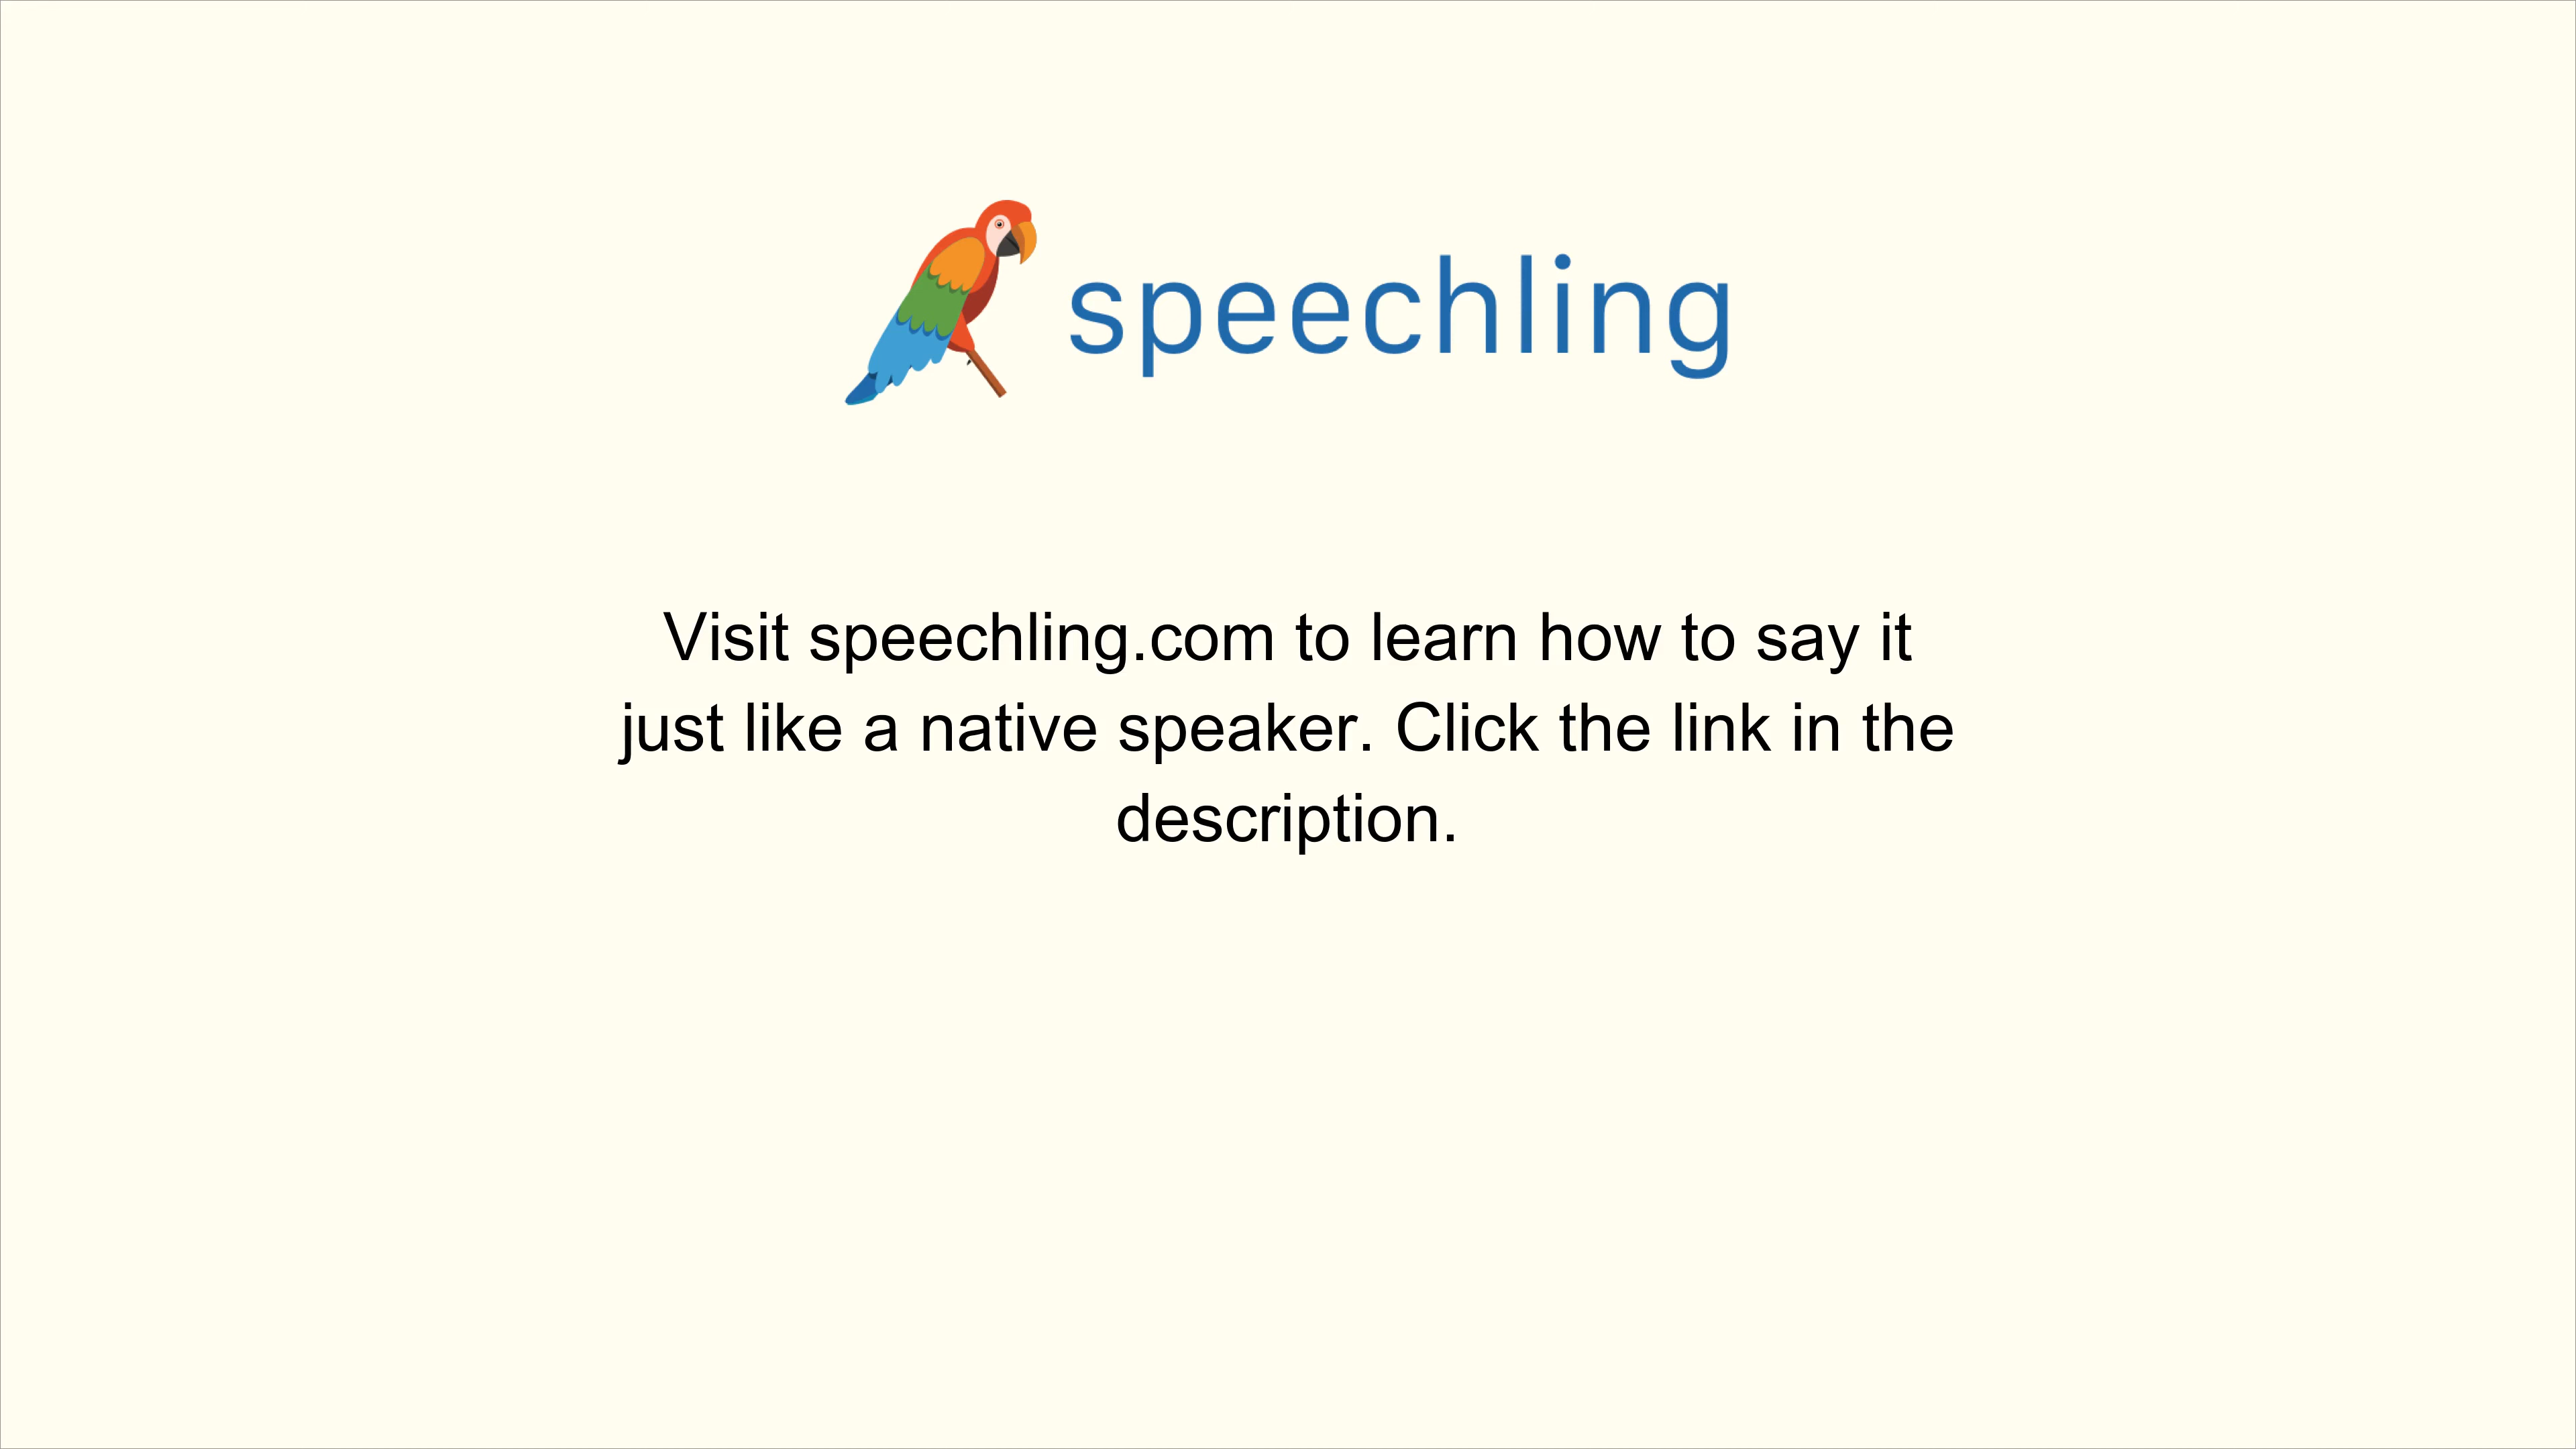 speechling
Visit speechling.com to learn how to say it
just like a native speaker. Click the link in the
description.